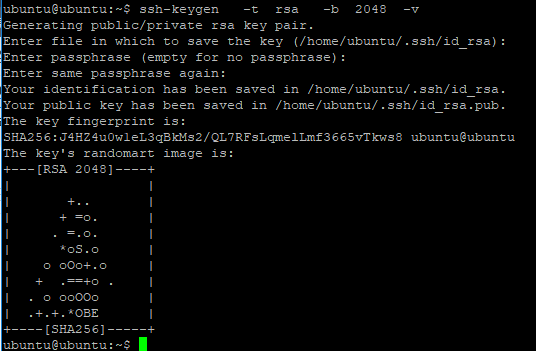 ubuntu@ubuntu:~$ ssh-keygen   -t  rsa   -b  2048  -v
Generating public/private rsa key pair.
Enter file in which to save the key (/home/ubuntu/.ssh/id_rsa):
Enter passphrase (empty for no passphrase):
Enter same passphrase again:
Your identification has been saved in /home/ubuntu/.ssh/id_rsa.
Your public key has been saved in /home/ubuntu/.ssh/id_rsa.pub.
The key fingerprint is:
SHA256:J4HZ4u0wleL3qBkMs2/QL7RFsLqmelLmf3665vTkws8 ubuntu@ubuntu
The key's randomart image is:
+---[RSA 2048]----+
|                 |
|       +..       |
|      + =o.      |
|     . =.o.      |
|      *oS.o      |
|    o oOo+.o     |
|   +  .==+o .    |
|  . o ooOOo      |
|  .+.+.*OBE      |
+----[SHA256]-----+
ubuntu@ubuntu:~$